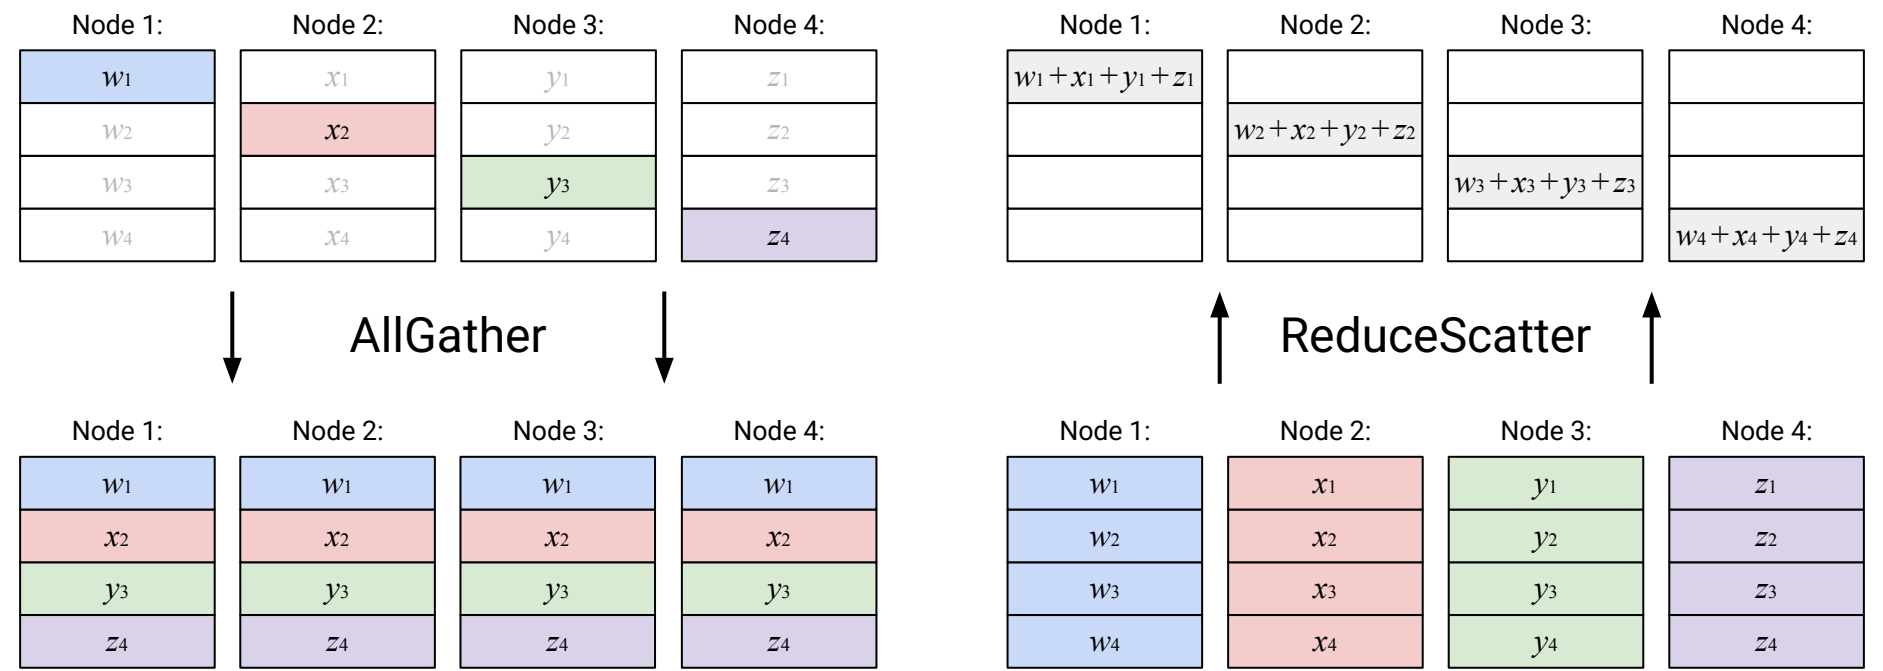 Node 1: Node 2: Node 3: Node 4:
w1 x1 y1 z1
w2 x2 y2 z2
w3 x3 y3 z3
w4 x4 y4 z4
AllGather
Node 1: Node 2: Node 3: Node 4:
w1 w1 w1 w1
x2 x2 x2 x2
y3 y3 y3 y3
z4 z4 z4 z4
Node 1: Node 2: Node 3: Node 4:
w1+x1+y1+z1
w2+x2+y2+z2
w3+x3+y3+z3
w4+x4+y4+z4
ReduceScatter
Node 1: Node 2: Node 3: Node 4:
w1 x1 y1 z1
w2 x2 y2 z2
w3 x3 y3 z3
w4 x4 y4 z4